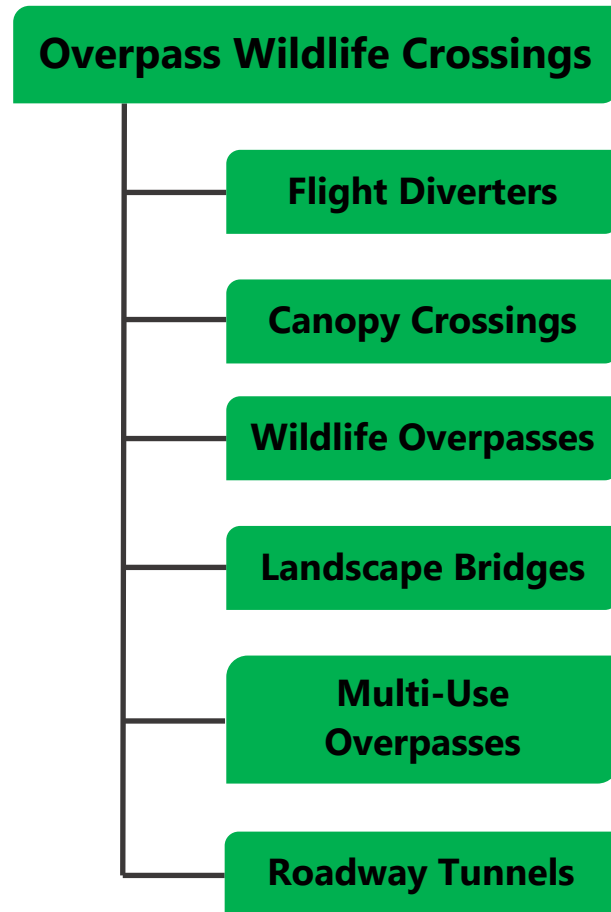 Overpass Wildlife Crossings
Flight Diverters
Canopy Crossings
Wildlife Overpasses
Landscape Bridges
Multi-Use
Overpasses
Roadway Tunnels